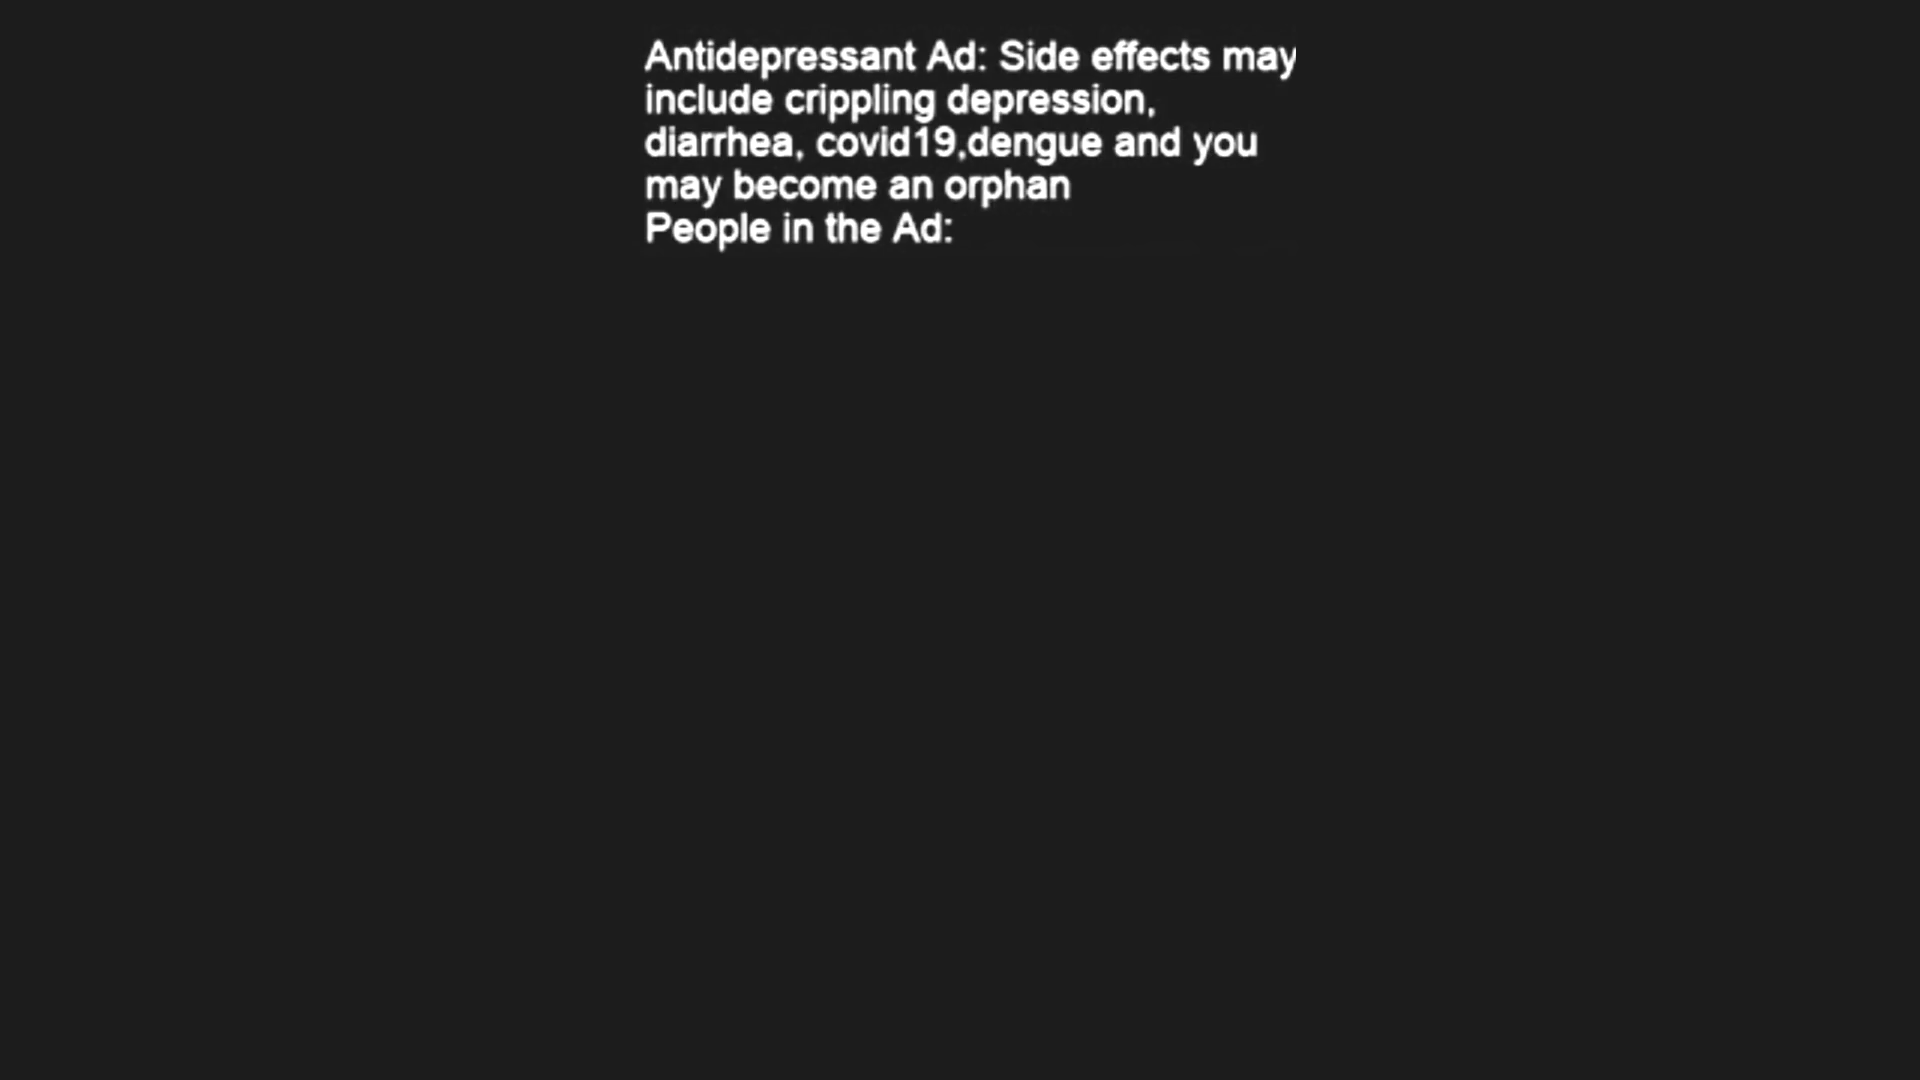 Antidepressant Ad: Side effects may
include crippling depression,
diarrhea, covid19,dengue and you
may become an orphan
People in the Ad: